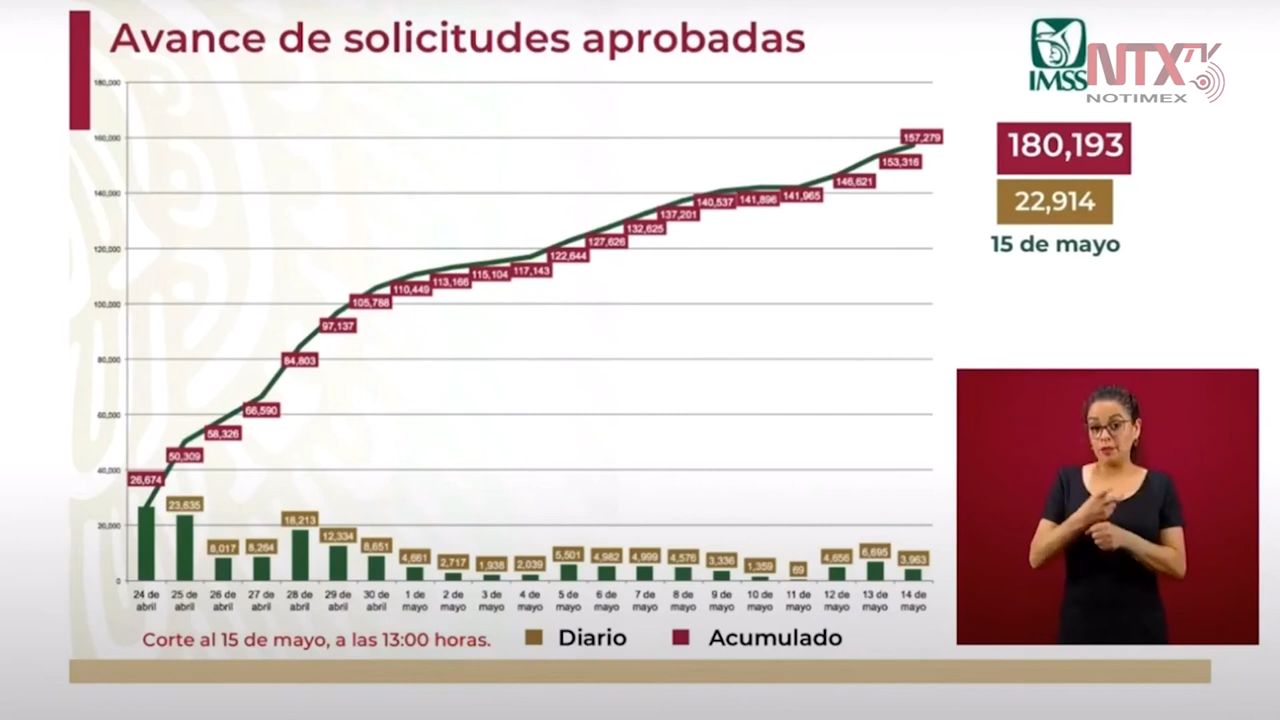 Avance de solicitudes aprobadas
IMSS
NTX
NOTIMEX
180,193
22,914
15 de mayo
180,000
160,000
140,000
120,000
100,000
80,000
60,000
40,000
20,000
0
26,674
50,309
58,326
66,590
84,803
97,137
105,788
110,449
113,166
115,104
117,143
122,644
127,626
132,625
137,201
140,537
141,896
141,965
146,621
153,316
157,279
23,635
8,017
8,264
18,213
12,334
8,651
4,661
2,717
1,938
2,039
5,501
4,982
4,999
4,576
3,336
1,359
69
4,656
6,695
3,963
24 de abril
25 de abril
26 de abril
27 de abril
28 de abril
29 de abril
30 de abril
1 de mayo
2 de mayo
3 de mayo
4 de mayo
5 de mayo
6 de mayo
7 de mayo
8 de mayo
9 de mayo
10 de mayo
11 de mayo
12 de mayo
13 de mayo
14 de mayo
Corte al 15 de mayo, a las 13:00 horas.
Diario
Acumulado